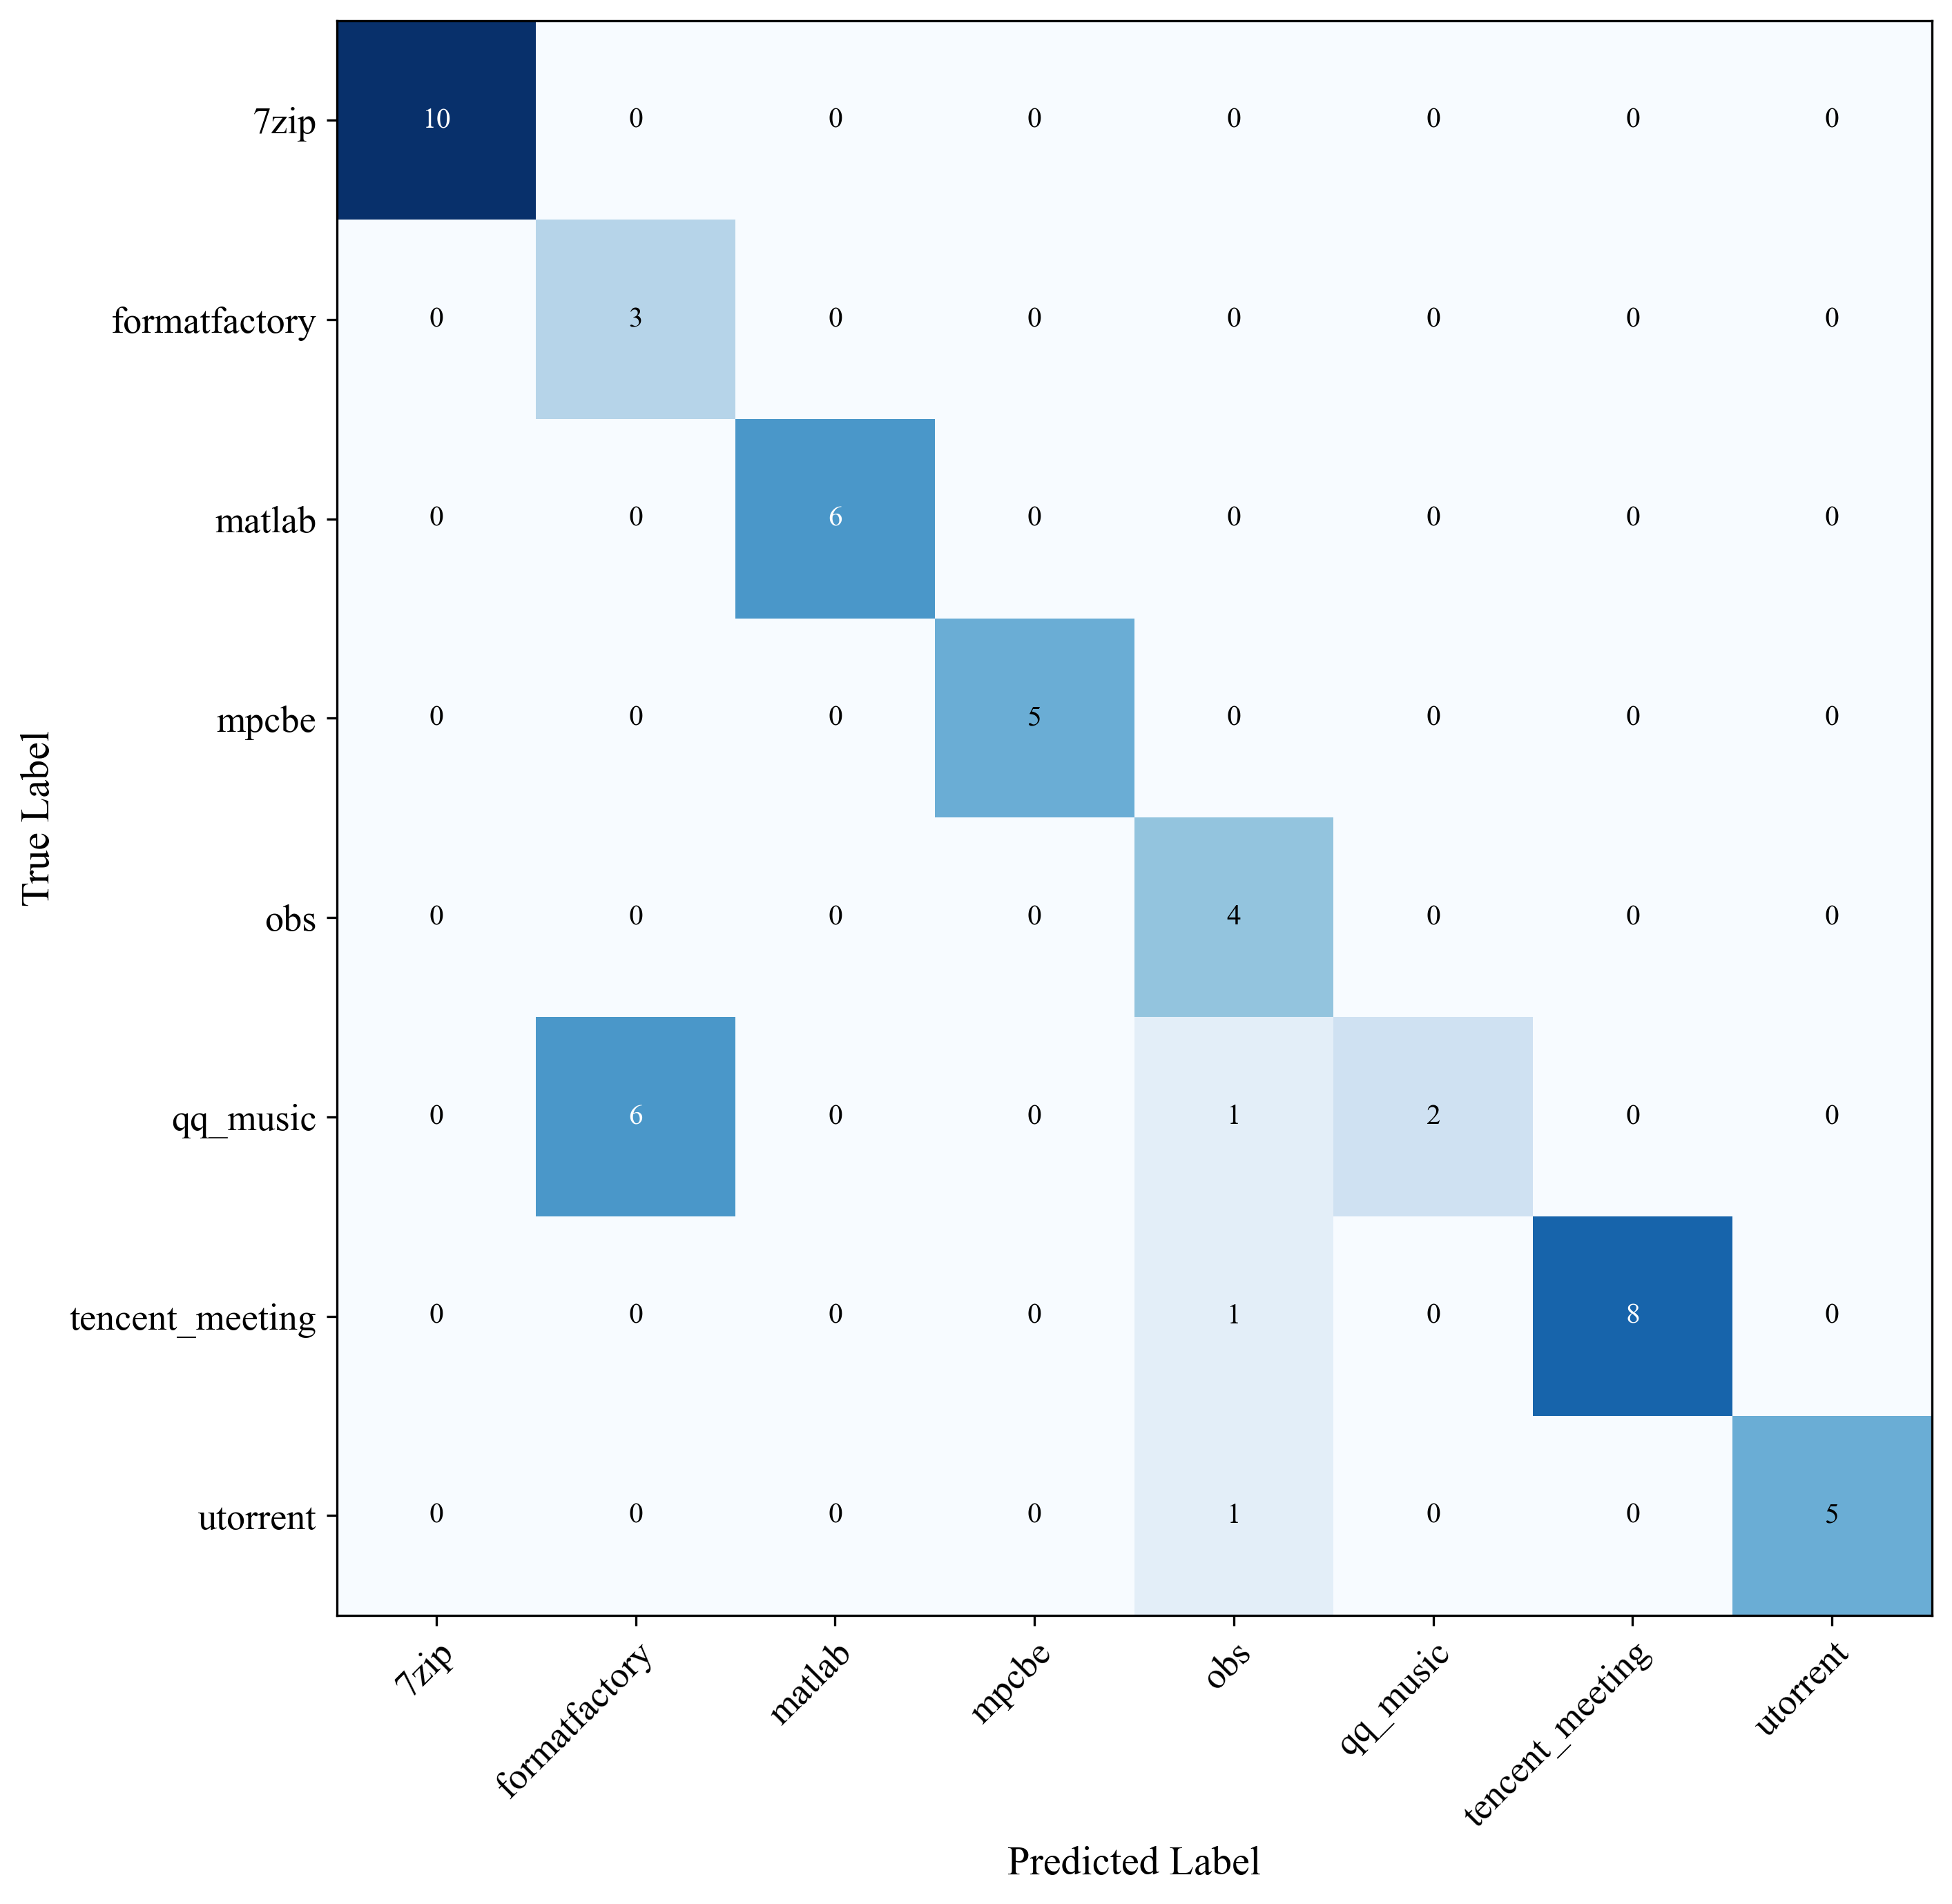 7zip 10 0 0 0 0 0 0 0
formatfactory 0 3 0 0 0 0 0 0
matlab 0 0 6 0 0 0 0 0
mpcbe 0 0 0 5 0 0 0 0
obs 0 0 0 0 4 0 0 0
qq_music 0 6 0 0 1 2 0 0
tencent_meeting 0 0 0 0 1 0 8 0
utorrent 0 0 0 0 1 0 0 5
True Label
7zip formatfactory matlab mpcbe obs qq_music tencent_meeting utorrent
Predicted Label